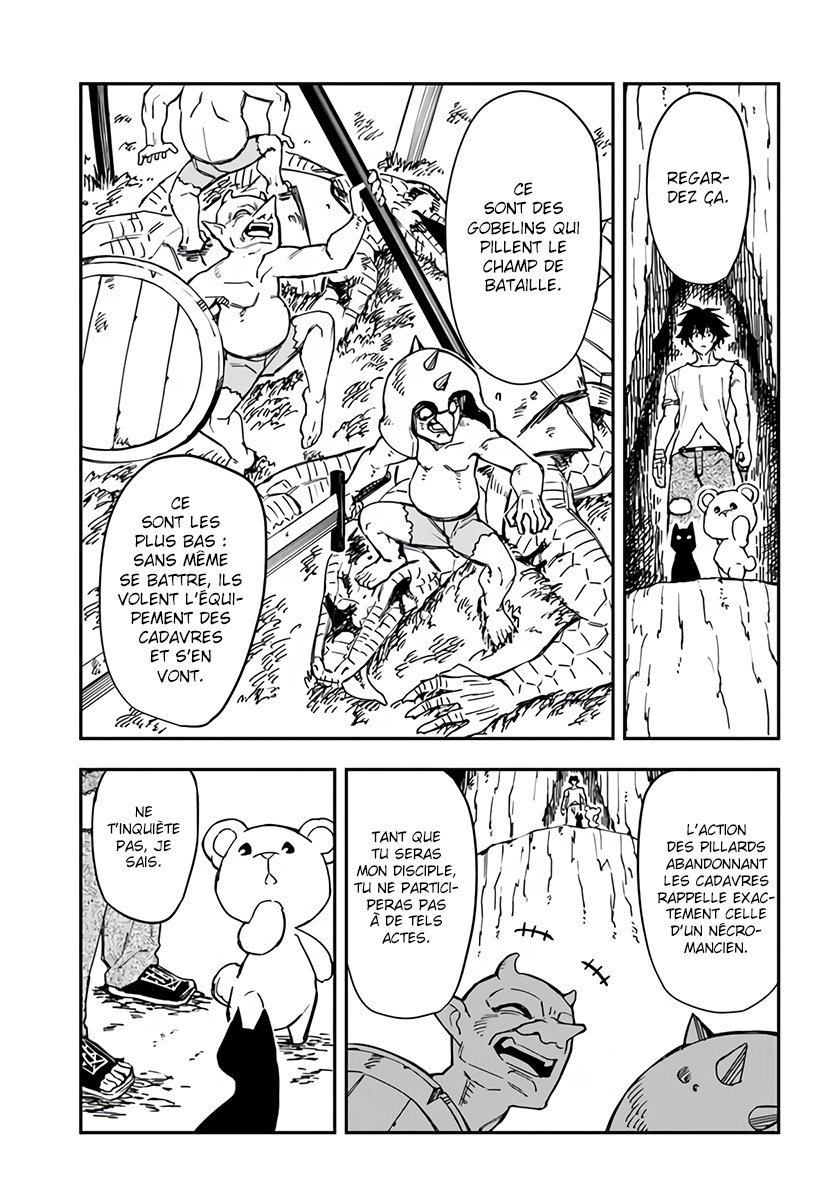 REGAR-
DEZ ÇA.
CE
SONT DES
GOBELINS QUI
PILLENT LE
CHAMP DE
BATAILLE.
CE
SONT LES
PLUS BAS :
SANS MÊME
SE BATTRE, ILS
VOLENT L'ÉQUI-
PEMENT DES
CADAVRES
ET S'EN
VONT.
L'ACTION
DES PILLARDS
ABANDONNANT
LES CADAVRES
RAPPELLE EXAC-
TEMENT CELLE
D'UN NÉCRO-
MANCIEN.
TANT QUE
TU SERAS
MON DISCIPLE,
TU NE PARTICI-
PERAS PAS
À DE TELS
ACTES.
NE
T'INQUIÈTE
PAS, JE
SAIS.